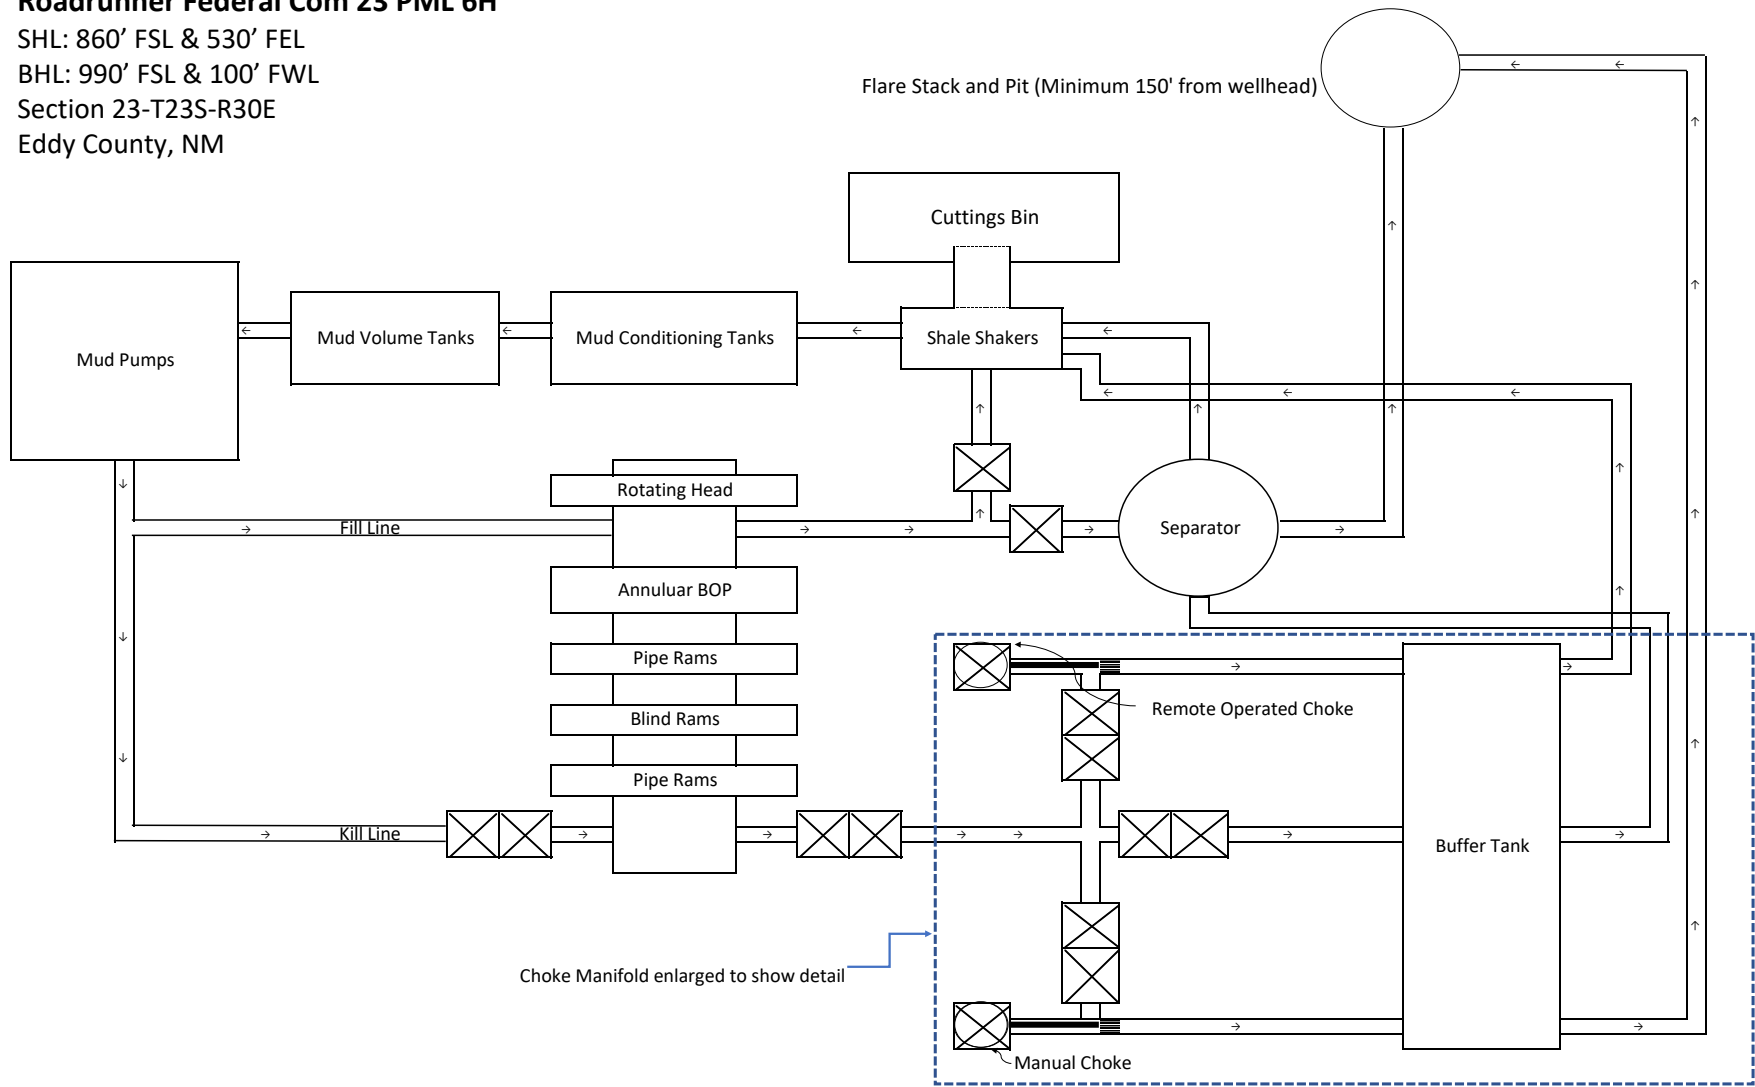 Roadrunner Federal Com 23 PML 6H
SHL: 860’ FSL & 530’ FEL
BHL: 990’ FSL & 100’ FWL
Section 23-T23S-R30E
Eddy County, NM
Flare Stack and Pit (Minimum 150' from wellhead)
Cuttings Bin
Mud Pumps
Mud Volume Tanks
Mud Conditioning Tanks
Shale Shakers
Rotating Head
Fill Line
Separator
Annuluar BOP
Pipe Rams
Blind Rams
Remote Operated Choke
Pipe Rams
Kill Line
Buffer Tank
Choke Manifold enlarged to show detail
Manual Choke